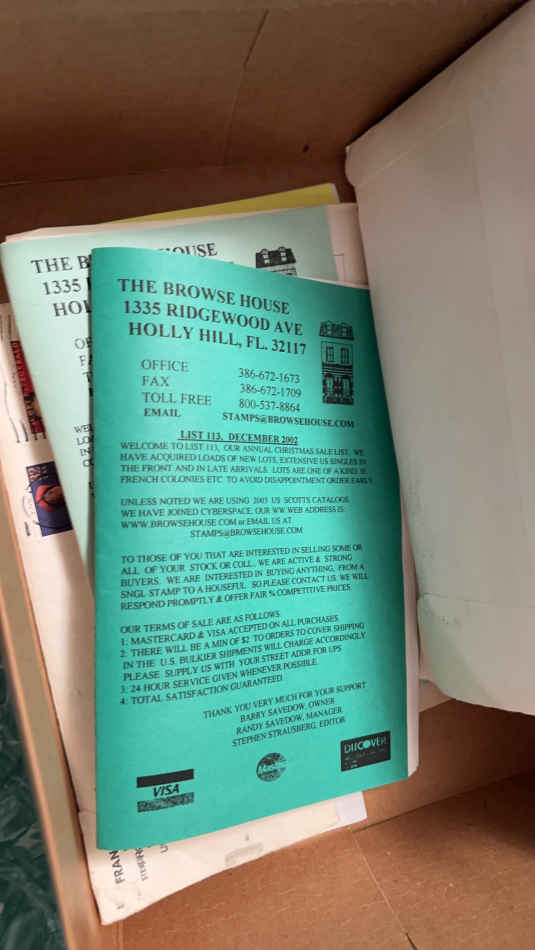 THE BROWSE HOUSE
1335 RIDGEWOOD AVE
HOLLY HILL, FL. 32117
OFFICE 386-672-1673
FAX 386-672-1709
TOLL FREE 800-537-8864
EMAIL STAMPS@BROWSEHOUSE.COM
LIST 113, DECEMBER 2002
WELCOME TO LIST 113, OUR ANNUAL CHRISTMAS SALE LIST. WE
HAVE ACQUIRED LOADS OF NEW LOTS, EXTENSIVE US SINGLES IN
THE FRONT AND IN LATE ARRIVALS. LOTS ARE ONE OF A KIND. IE
FRENCH COLONIES ETC TO AVOID DISAPPOINTMENT ORDER EARLY.
UNLESS NOTED WE ARE USING 2003 US SCOTTS CATALOGS.
WE HAVE JOINED CYBERSPACE, OUR WW WEB ADDRESS IS:
WWW.BROWSEHOUSE.COM or EMAIL US AT
STAMPS@BROWSEHOUSE.COM
TO THOSE OF YOU THAT ARE INTERESTED IN SELLING SOME OR
ALL OF YOUR STOCK OR COLL, WE ARE ACTIVE & STRONG
BUYERS. WE ARE INTERESTED IN BUYING ANYTHING, FROM A
SNGL STAMP TO A HOUSEFUL. SO PLEASE CONTACT US. WE WILL
RESPOND PROMPTLY & OFFER FAIR % COMPETITIVE PRICES.
OUR TERMS OF SALE ARE AS FOLLOWS
1: MASTERCARD & VISA ACCEPTED ON ALL PURCHASES.
2: THERE WILL BE A MIN OF $2 TO ORDERS TO COVER SHIPPING
IN THE U.S. BULKIER SHIPMENTS WILL CHARGE ACCORDINGLY
PLEASE SUPPLY US WITH YOUR STREET ADDR FOR UPS
3: 24 HOUR SERVICE GIVEN WHENEVER POSSIBLE.
4: TOTAL SATISFACTION GUARANTEED
THANK YOU VERY MUCH FOR YOUR SUPPORT
BARRY SAVEDOW, OWNER
RANDY SAVEDOW, MANAGER
STEPHEN STRAUSBERG, EDITOR
VISA
DISCOVER
THE B OUSE
1335
HOL
FRAN